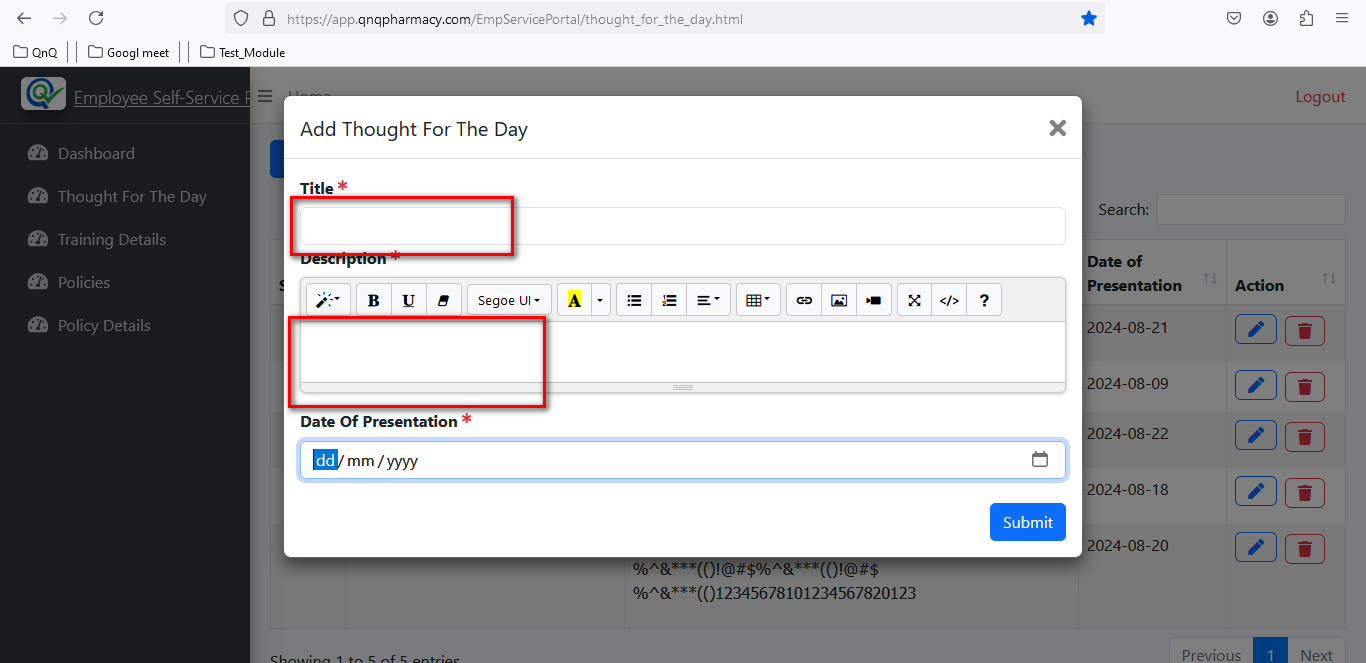 https://app.qnqpharmacy.com/EmpServicePortal/thought_for_the_day.html
QnQ
Googl meet
Test_Module
Employee Self-Service
Home
Logout
Add Thought For The Day
Dashboard
Thought For The Day
Training Details
Policies
Policy Details
Title *
Search:
Description *
B U Segoe UI A </> ?
Date of Presentation
Action
2024-08-21
2024-08-09
Date Of Presentation *
2024-08-22
dd/mm/yyyy
2024-08-18
Submit
2024-08-20
%^&***(()!@#$%^&***(()!@#$
%^&***(()12345678101234567820123
Showing 1 to 5 of 5 entries
Previous 1 Next